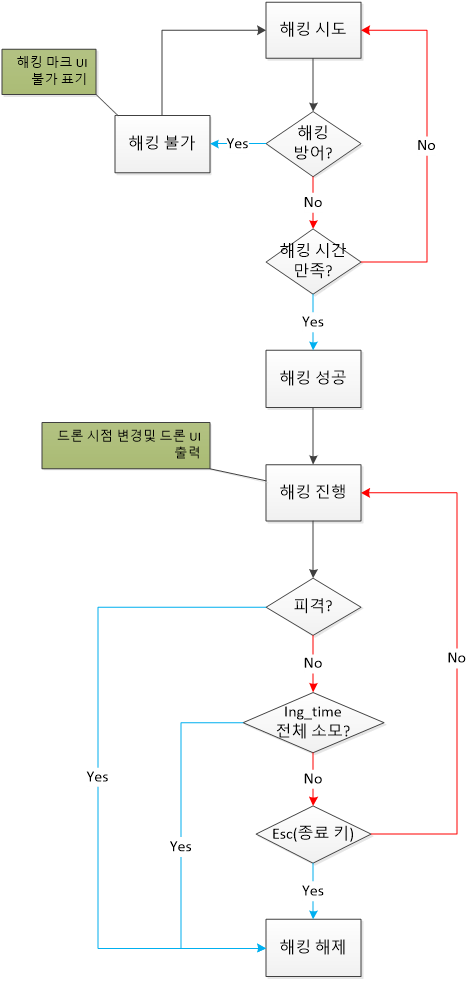 해킹 시도
해킹 마크 UI
불가 표기
해킹 불가
Yes
해킹
방어?
No
No
해킹 시간
만족?
Yes
해킹 성공
드론 시점 변경및 드론 UI
출력
해킹 진행
피격?
No
No
Ing_time
전체 소모?
Yes
No
Esc(종료 키)
Yes
Yes
해킹 해제